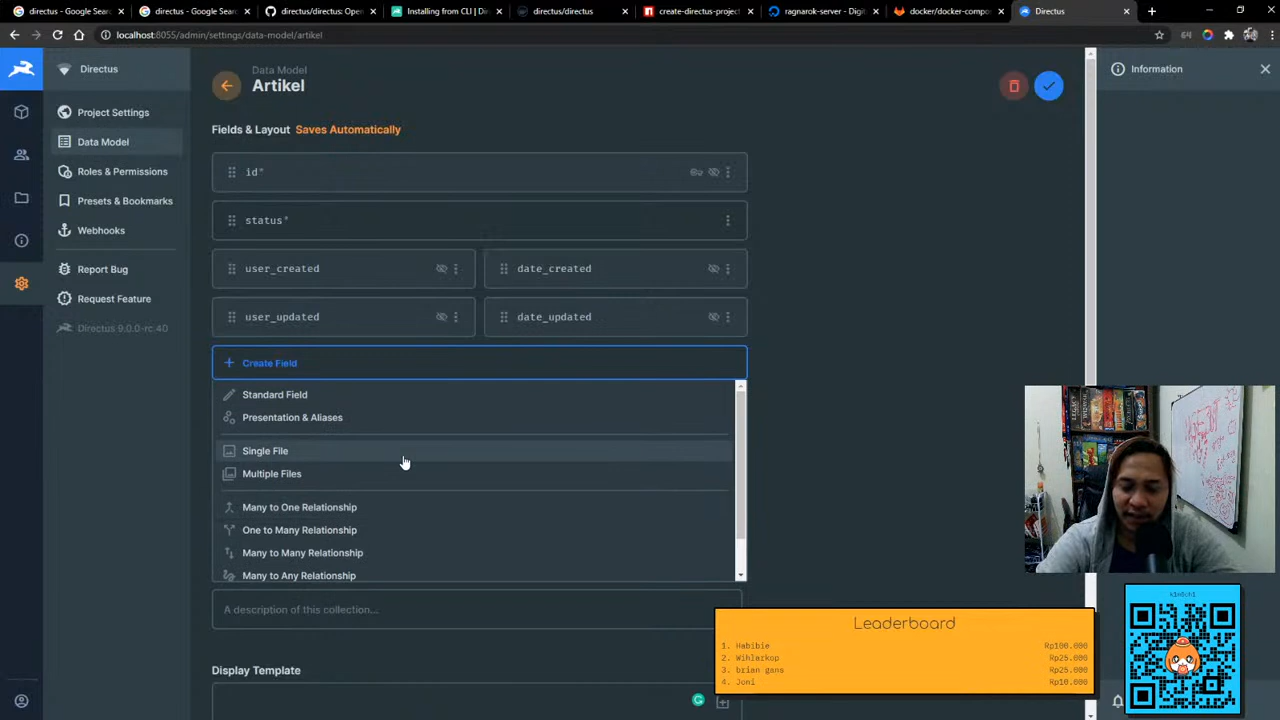 directus - Google Sear
directus - Google Sear
directus/directus: Open
Installing from CLI | Dir
directus/directus
create-directus-project
ragnarok-server - Digit
docker/docker-compo
Directus
localhost:8055/admin/settings/data-model/artikel
Directus
Data Model
Artikel
Information
Project Settings
Data Model
Roles & Permissions
Presets & Bookmarks
Webhooks
Report Bug
Request Feature
Directus 9.0.0-rc.40
Fields & Layout Saves Automatically
id*
status*
user_created
date_created
user_updated
date_updated
Create Field
Standard Field
Presentation & Aliases
Single File
Multiple Files
Many to One Relationship
One to Many Relationship
Many to Many Relationship
Many to Any Relationship
A description of this collection...
Display Template
Leaderboard
1. Habibie Rp100.000
2. Wihlarkop Rp25.000
3. brian gans Rp25.000
4. Joni Rp10.000